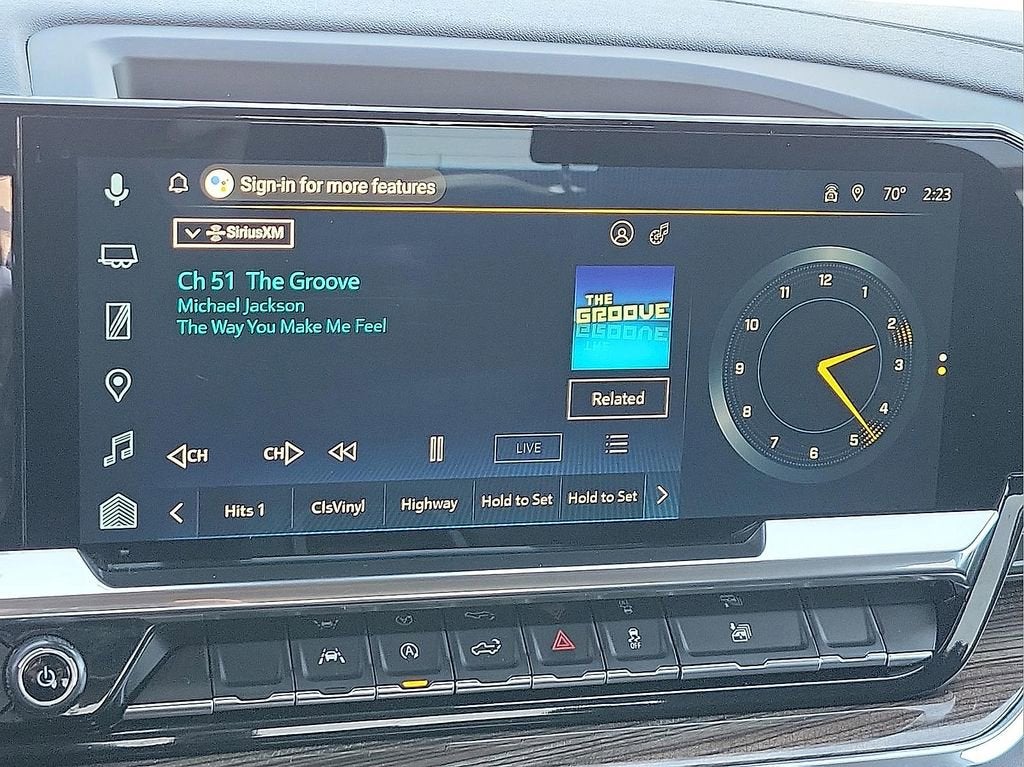 Sign-in for more features
70° 2:23
SiriusXM
Ch 51 The Groove
Michael Jackson
The Way You Make Me Feel
THE
GROOVE
Related
CH
CH
LIVE
Hits 1
ClsVinyl
Highway
Hold to Set
Hold to Set
12
1
2
3
4
5
6
7
8
9
10
11
A
OFF